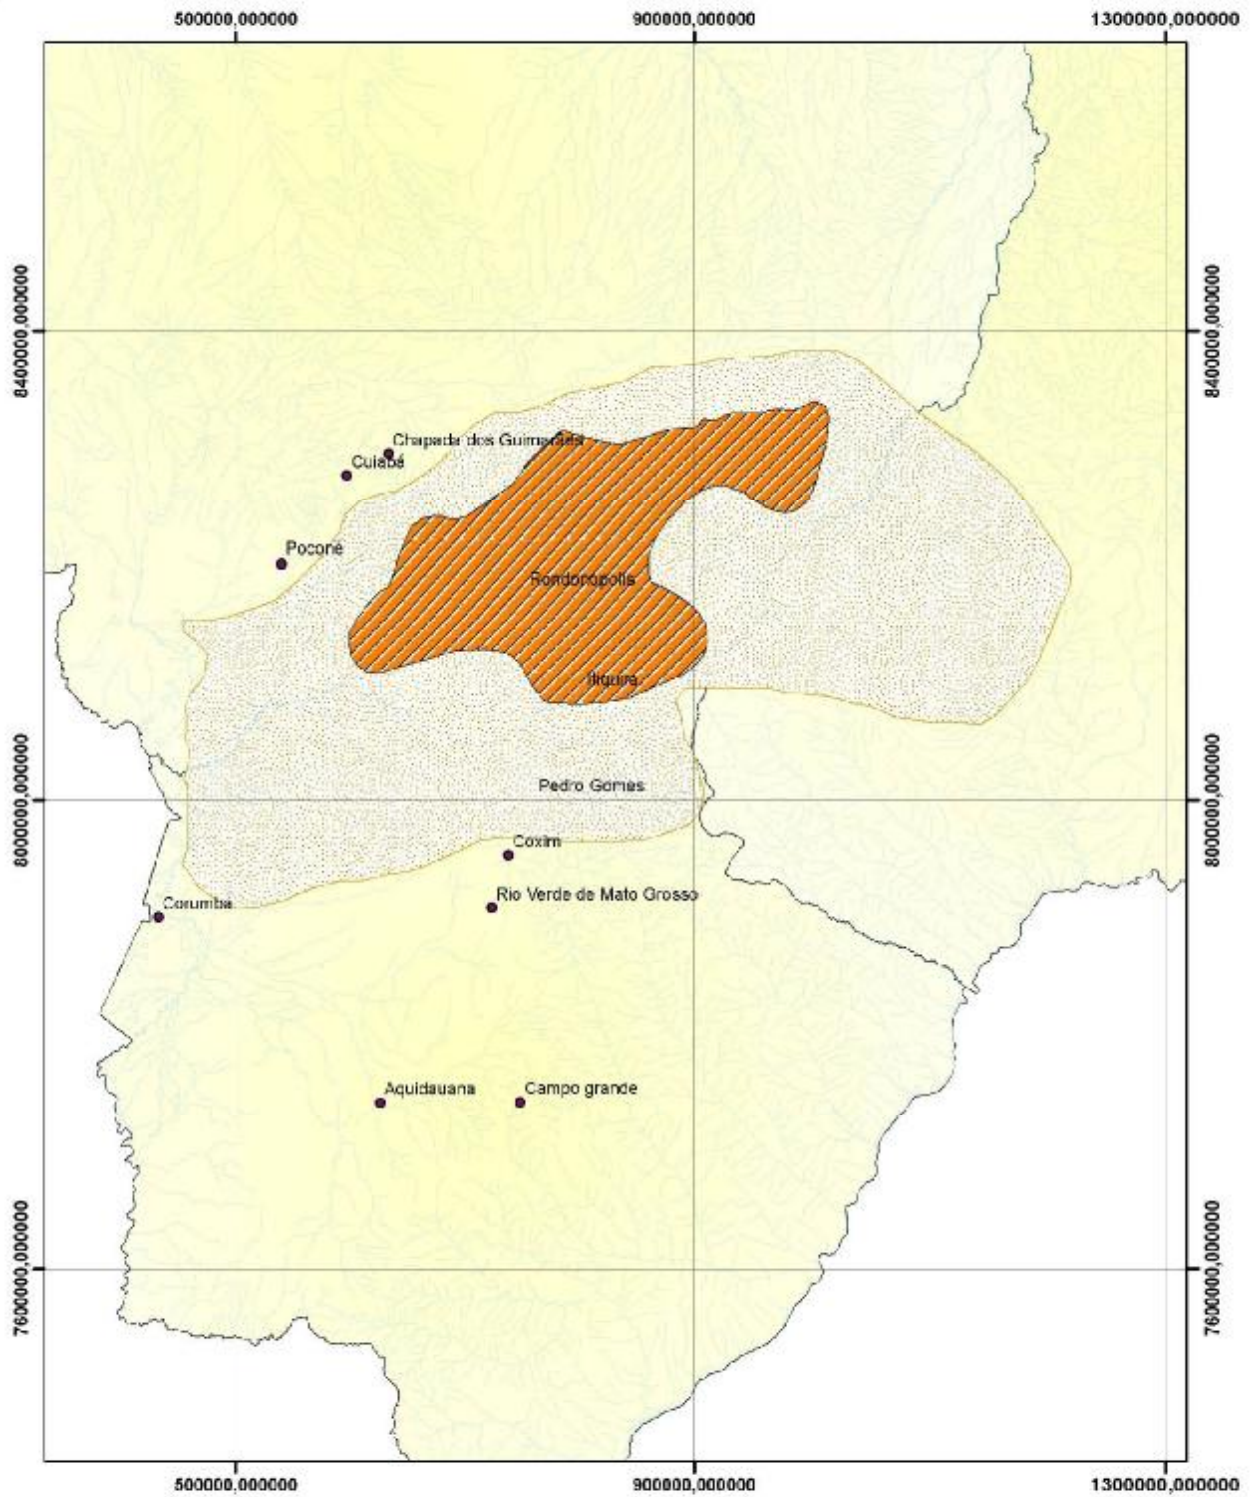 500000,000000 900000,000000 1300000,000000
8400000,000000 8400000,000000
Chapada dos Guimarães
Cuiabá
Poconé
Rondonópolis
Itiquira
8000000,000000 8000000,000000
Pedro Gomes
Coxim
Rio Verde de Mato Grosso
Corumbá
Aquidauana
Campo grande
7600000,000000 7600000,000000
500000,000000 900000,000000 1300000,000000